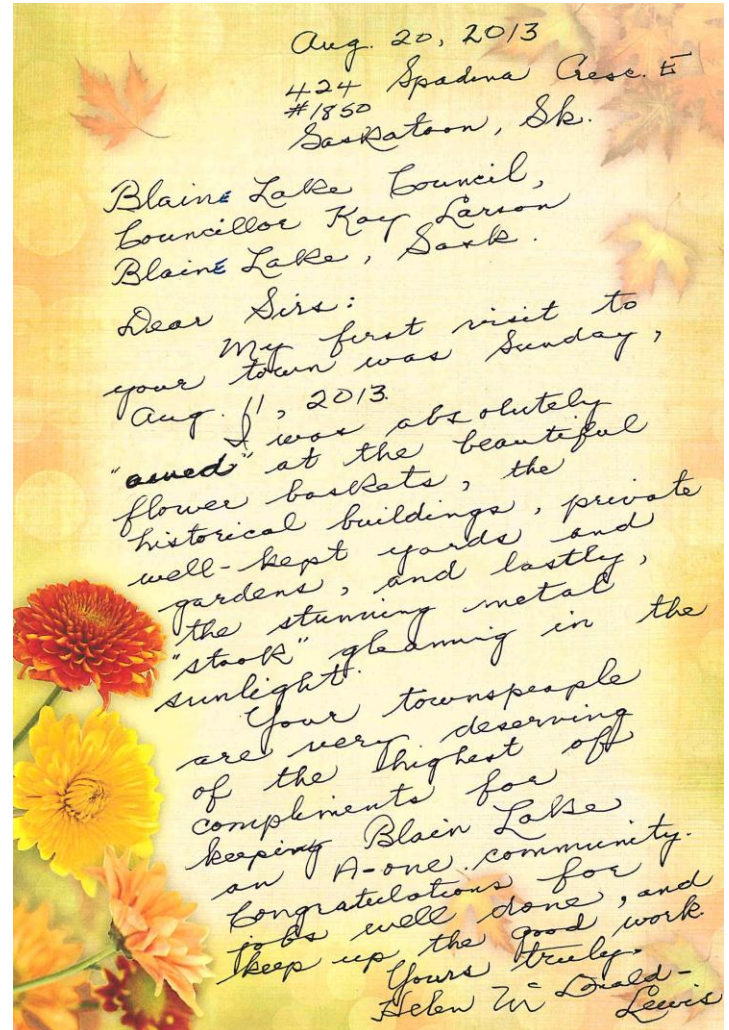 Aug. 20, 2013
424 Spadina Cresc. E
#1850
Saskatoon, Sk.
Blaine Lake Council,
Councillor Kay Larson
Blaine Lake, Sask.
Dear Sirs:
My first visit to
your town was Sunday,
Aug. 11, 2013.
I was absolutely
"awed" at the beautiful
flower baskets, the
historical buildings, private
well-kept yards and
gardens, and lastly,
the stunning metal
"stook" gleaming in the
sunlight.
Your townspeople
are very deserving
of the highest of
compliments for
keeping Blain Lake
an A-one community.
Congratulations for
jobs well done, and
keep up the good work.
Yours truly.
Helen Mc Donald-
Lewis